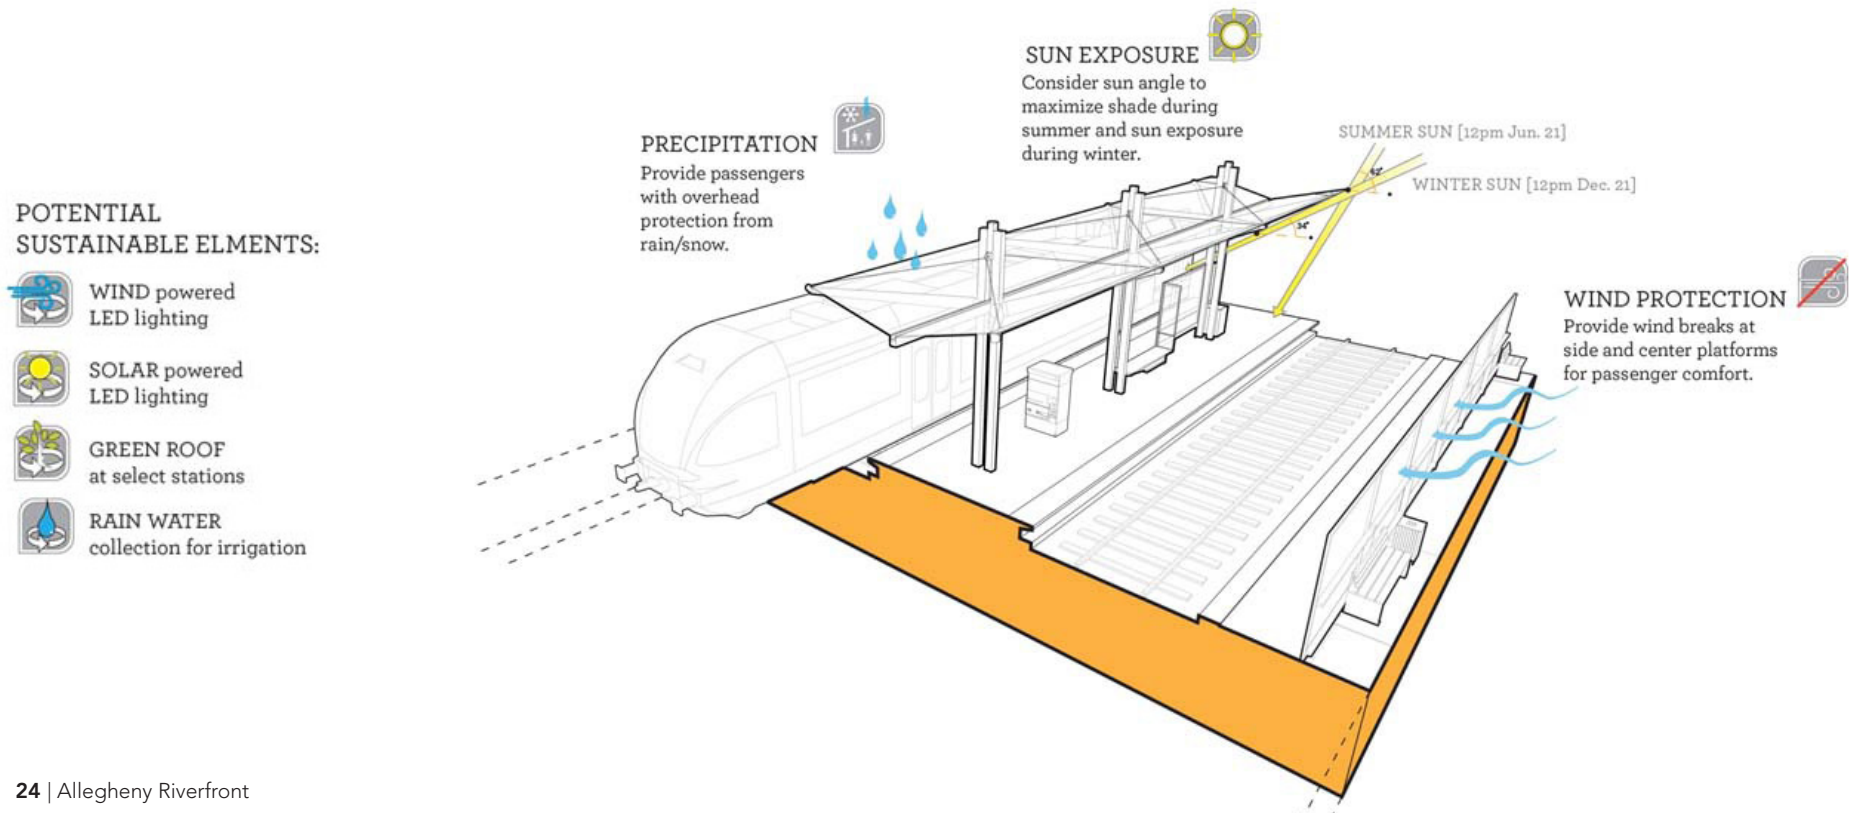 POTENTIAL
SUSTAINABLE ELMENTS:
WIND powered
LED lighting
SOLAR powered
LED lighting
GREEN ROOF
at select stations
RAIN WATER
collection for irrigation
PRECIPITATION
Provide passengers
with overhead
protection from
rain/snow.
SUN EXPOSURE
Consider sun angle to
maximize shade during
summer and sun exposure
during winter.
SUMMER SUN [12pm Jun. 21]
62°
WINTER SUN [12pm Dec. 21]
34°
WIND PROTECTION
Provide wind breaks at
side and center platforms
for passenger comfort.
24 | Allegheny Riverfront